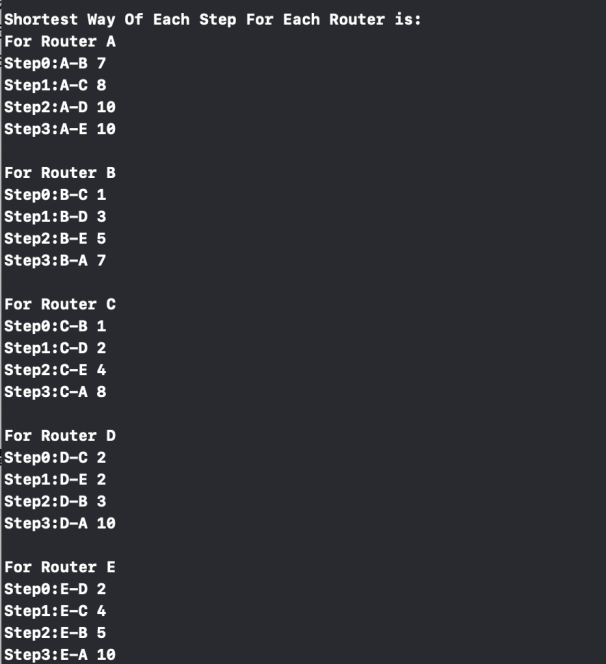 Shortest Way Of Each Step For Each Router is:
For Router A
Step0:A-B 7
Step1:A-C 8
Step2:A-D 10
Step3:A-E 10
For Router B
Step0:B-C 1
Step1:B-D 3
Step2:B-E 5
Step3:B-A 7
For Router C
Step0:C-B 1
Step1:C-D 2
Step2:C-E 4
Step3:C-A 8
For Router D
Step0:D-C 2
Step1:D-E 2
Step2:D-B 3
Step3:D-A 10
For Router E
Step0:E-D 2
Step1:E-C 4
Step2:E-B 5
Step3:E-A 10